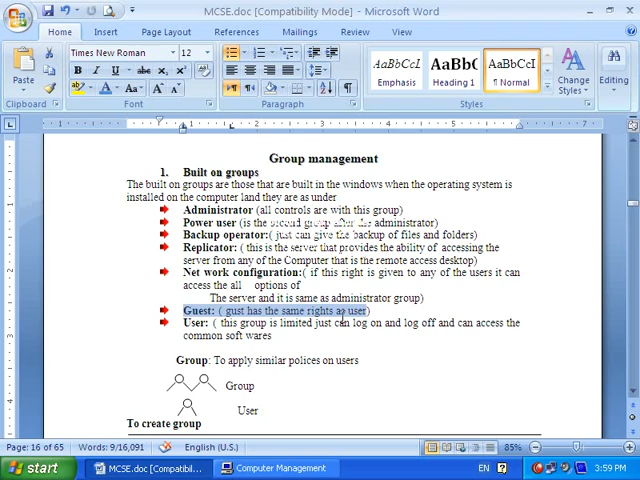 MCSE.doc [Compatibility Mode] - Microsoft Word
Home Insert Page Layout References Mailings Review View
Paste
Clipboard
Times New Roman 12
B I U abe x₂ x²
ab A Aa A A
Font
Paragraph
AaBbCcI AaBbC AaBbCcI
Emphasis Heading 1 ¶ Normal
Styles
Change Styles
Editing
Group management
1. Built on groups
The built on groups are those that are built in the windows when the operating system is
installed on the computer land they are as under
Administrator (all controls are with this group)
Power user (is the second group after the administrator)
Backup operator:( just can give the backup of files and folders)
Replicator: ( this is the server that provides the ability of accessing the
server from any of the Computer that is the remote access desktop)
Net work configuration:( if this right is given to any of the users it can
access the all options of
The server and it is same as administrator group)
Guest: ( gust has the same rights as user)
User: ( this group is limited just can log on and log off and can access the
common soft wares
Group: To apply similar polices on users
Group
User
To create group
Page: 16 of 65 Words: 9/16,091 English (U.S.) 85%
start MCSE.doc [Compatibil... Computer Management EN 3:59 PM